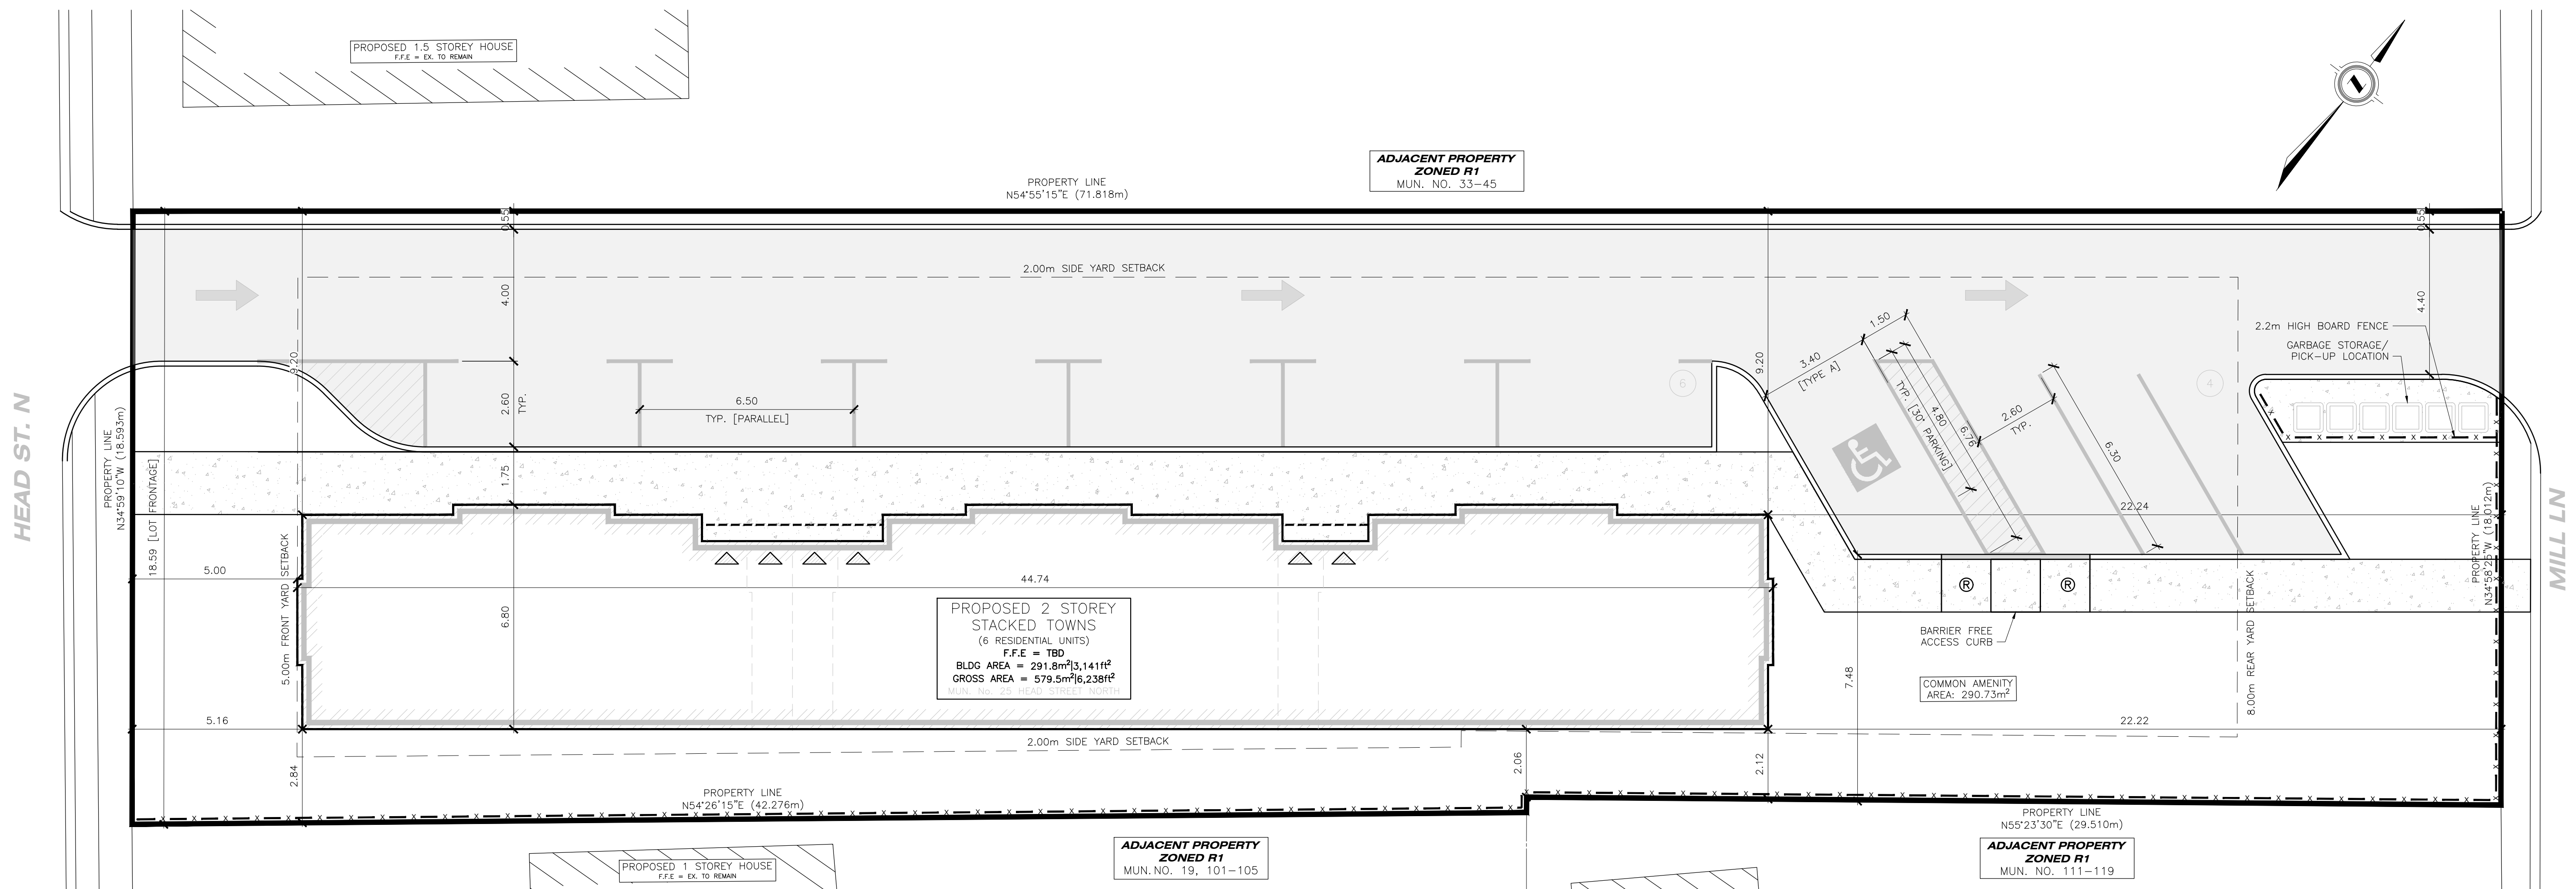 PROPOSED 1.5 STOREY HOUSE
F.F.E = EX. TO REMAIN
N
ADJACENT PROPERTY
ZONED R1
MUN. NO. 33-45
PROPERTY LINE
N54°55'15"E (71.818m)
0.55
0.55
2.00m SIDE YARD SETBACK
4.00
4.40
2.2m HIGH BOARD FENCE
GARBAGE STORAGE/
PICK-UP LOCATION
1.50
3.40
[TYPE A]
9.20
9.20
6
4
2.60
TYP.
6.50
TYP. [PARALLEL]
TYP. [30° PARKING]
4.80
6.76
2.60
TYP.
6.30
HEAD ST. N
PROPERTY LINE
N34°59'10"W (18.593m)
18.59 [LOT FRONTAGE]
1.75
22.24
PROPERTY LINE
N34°58'25"W (18.012m)
MILL LN
5.00
5.00m FRONT YARD SETBACK
44.74
6.80
PROPOSED 2 STOREY
STACKED TOWNS
(6 RESIDENTIAL UNITS)
F.F.E = TBD
BLDG AREA = 291.8m²|3,141ft²
GROSS AREA = 579.5m²|6,238ft²
MUN. No. 25 HEAD STREET NORTH
®
®
BARRIER FREE
ACCESS CURB
8.00m REAR YARD SETBACK
7.48
COMMON AMENITY
AREA: 290.73m²
5.16
22.22
2.00m SIDE YARD SETBACK
2.84
2.06
2.12
PROPERTY LINE
N54°26'15"E (42.276m)
PROPERTY LINE
N55°23'30"E (29.510m)
PROPOSED 1 STOREY HOUSE
F.F.E = EX. TO REMAIN
ADJACENT PROPERTY
ZONED R1
MUN. NO. 19, 101-105
ADJACENT PROPERTY
ZONED R1
MUN. NO. 111-119